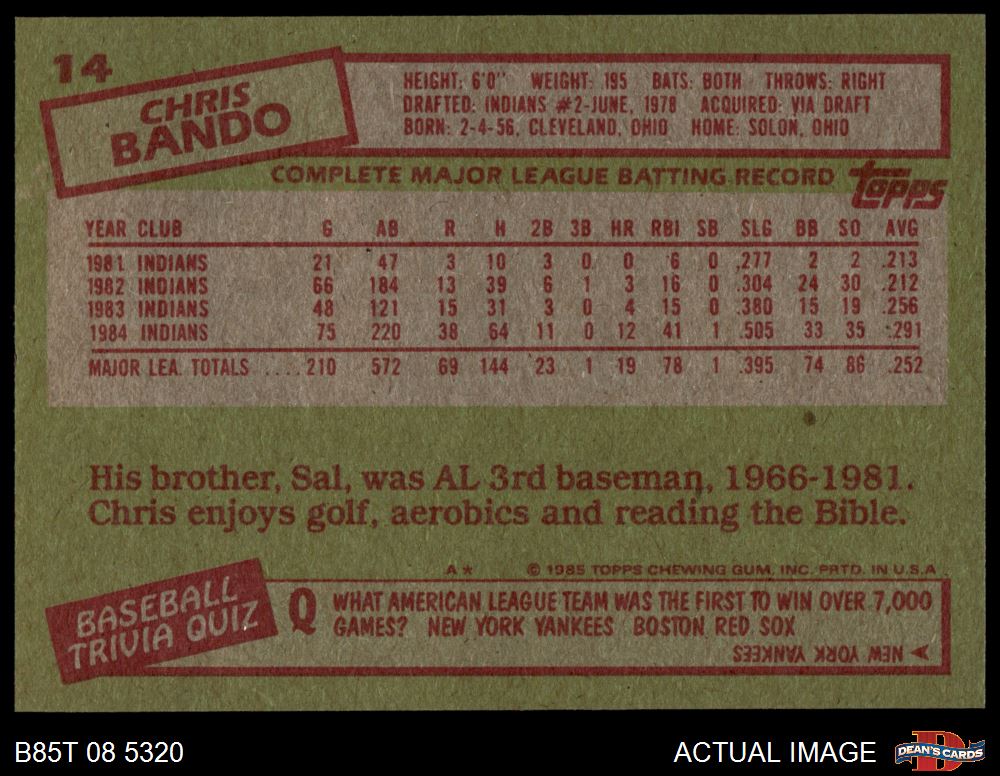 14
CHRIS
BANDO
HEIGHT: 6'0" WEIGHT: 195 BATS: BOTH THROWS: RIGHT
DRAFTED: INDIANS #2-JUNE, 1978 ACQUIRED: VIA DRAFT
BORN: 2-4-56, CLEVELAND, OHIO HOME: SOLON, OHIO
COMPLETE MAJOR LEAGUE BATTING RECORD topps
YEAR CLUB G AB R H 2B 3B HR RBI SB SLG BB SO AVG
1981 INDIANS 21 47 3 10 3 0 0 6 0 .277 2 2 .213
1982 INDIANS 66 184 13 39 6 1 3 16 0 .304 24 30 .212
1983 INDIANS 48 121 15 31 3 0 4 15 0 .380 15 19 .256
1984 INDIANS 75 220 38 64 11 0 12 41 1 .505 33 35 .291
MAJOR LEA. TOTALS ....210 572 69 144 23 1 19 78 1 .395 74 86 .252
His brother, Sal, was AL 3rd baseman, 1966-1981.
Chris enjoys golf, aerobics and reading the Bible.
A* © 1985 TOPPS CHEWING GUM, INC. PRTD. IN U.S.A
BASEBALL
TRIVIA QUIZ
Q WHAT AMERICAN LEAGUE TEAM WAS THE FIRST TO WIN OVER 7,000
GAMES? NEW YORK YANKEES BOSTON RED SOX
NEW YORK YANKEES
B85T 08 5320
ACTUAL IMAGE
DEAN'S CARDS